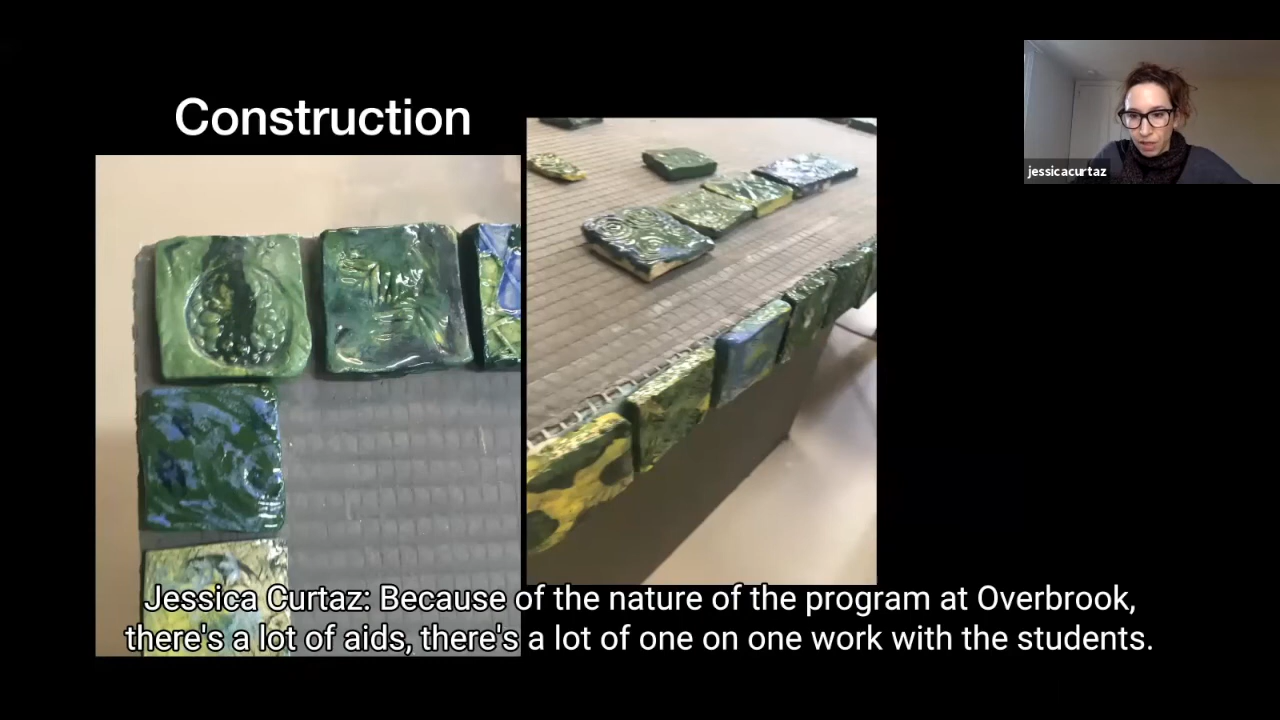 Construction
jessicacurtaz
Jessica Curtaz: Because of the nature of the program at Overbrook,
there's a lot of aids, there's a lot of one on one work with the students.